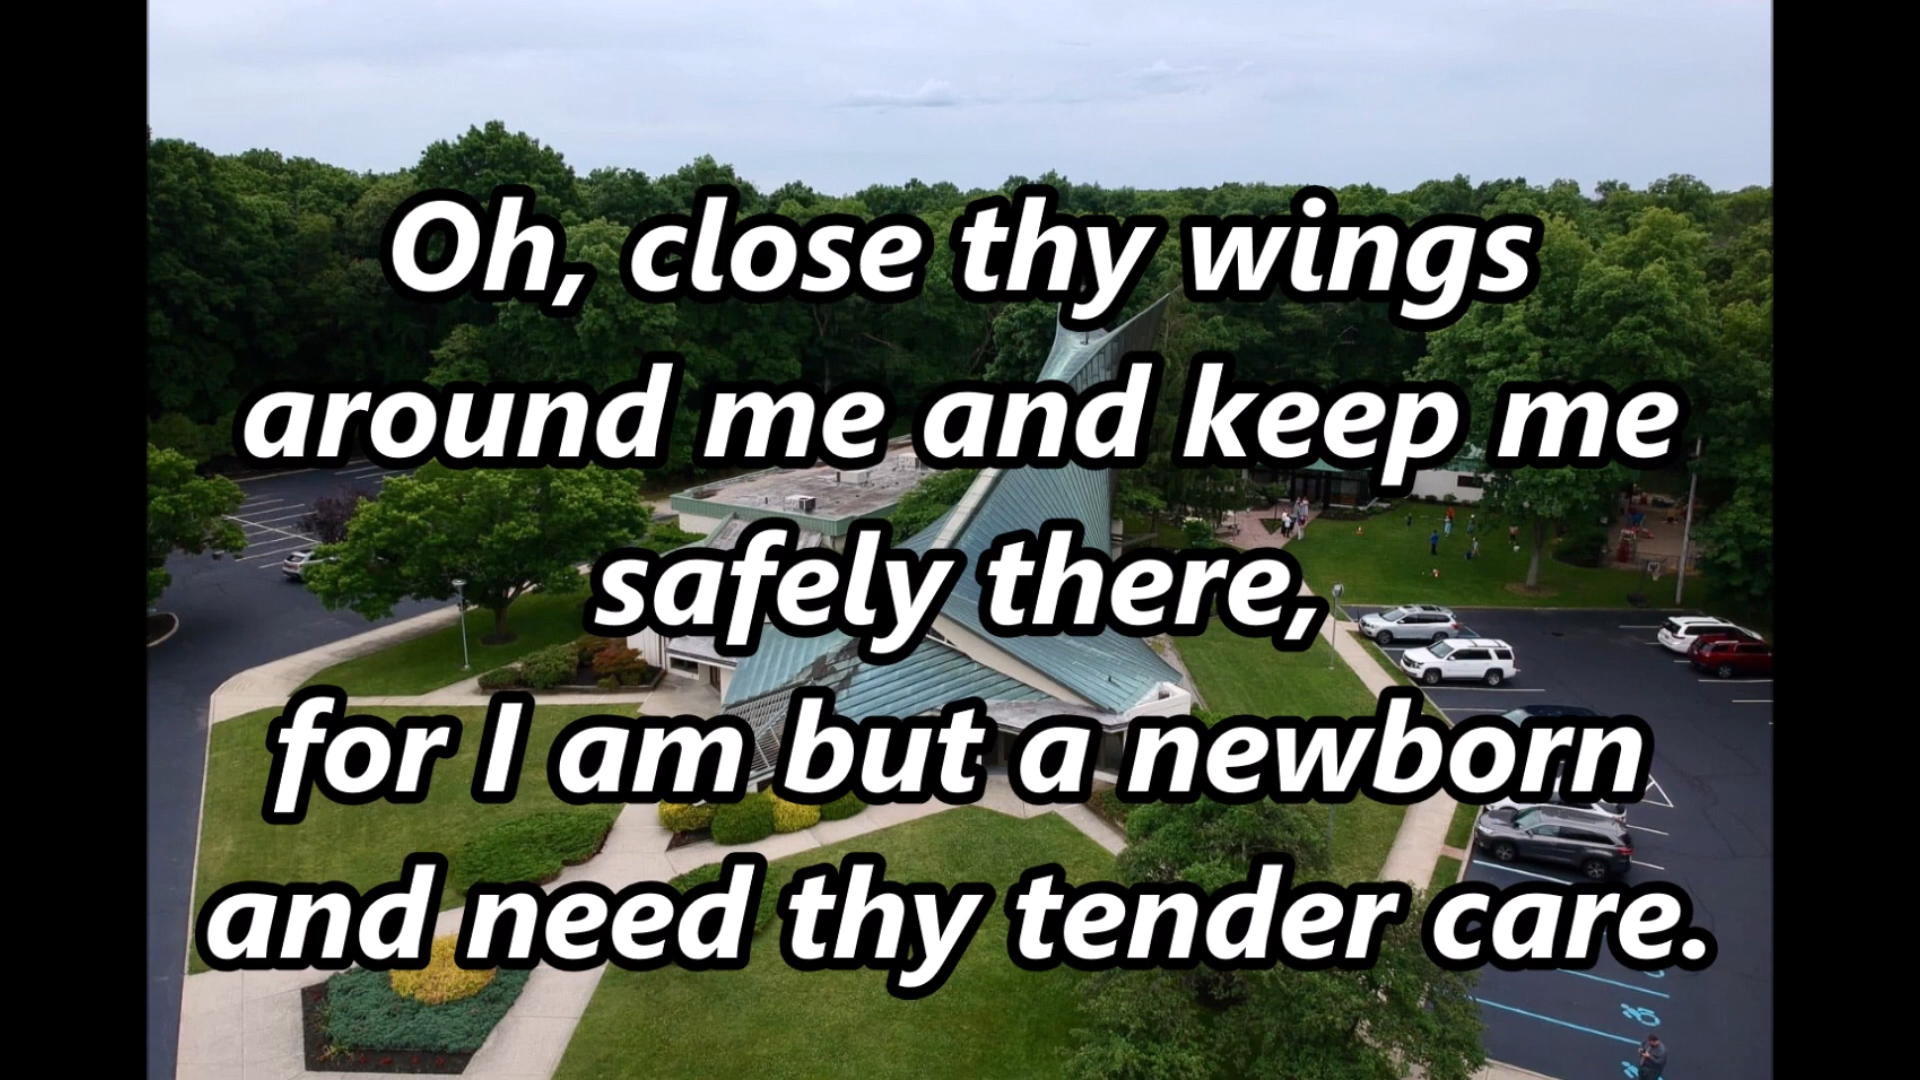 Oh, close thy wings
around me and keep me
safely there,
for I am but a newborn
and need thy tender care.